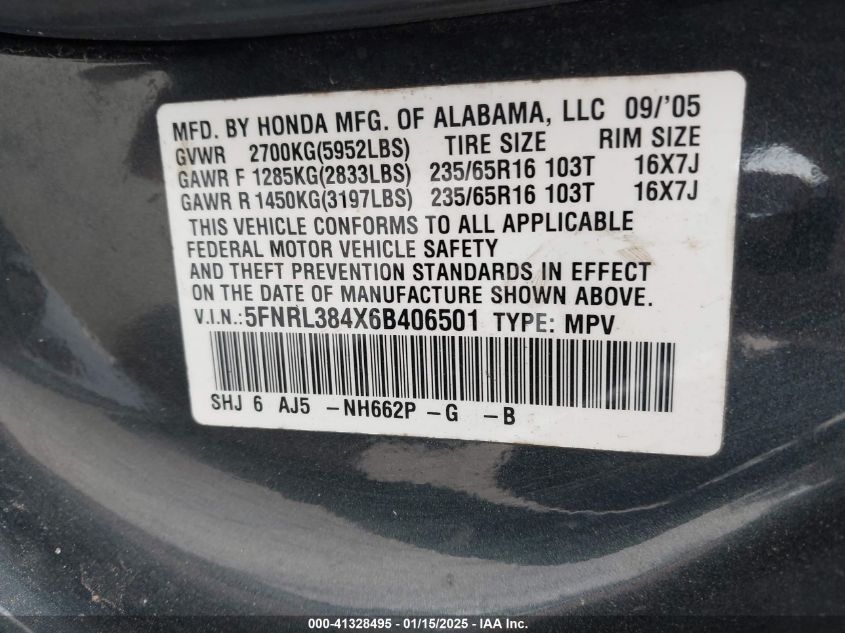 MFD. BY HONDA MFG. OF ALABAMA, LLC 09/'05
GVWR 2700KG(5952LBS) TIRE SIZE RIM SIZE
GAWR F 1285KG(2833LBS) 235/65R16 103T 16X7J
GAWR R 1450KG(3197LBS) 235/65R16 103T 16X7J
THIS VEHICLE CONFORMS TO ALL APPLICABLE
FEDERAL MOTOR VEHICLE SAFETY
AND THEFT PREVENTION STANDARDS IN EFFECT
ON THE DATE OF MANUFACTURE SHOWN ABOVE.
V.I.N.:5FNRL384X6B406501 TYPE: MPV
SHJ 6 AJ5 -NH662P -G -B
000-41328495 - 01/15/2025 - IAA Inc.